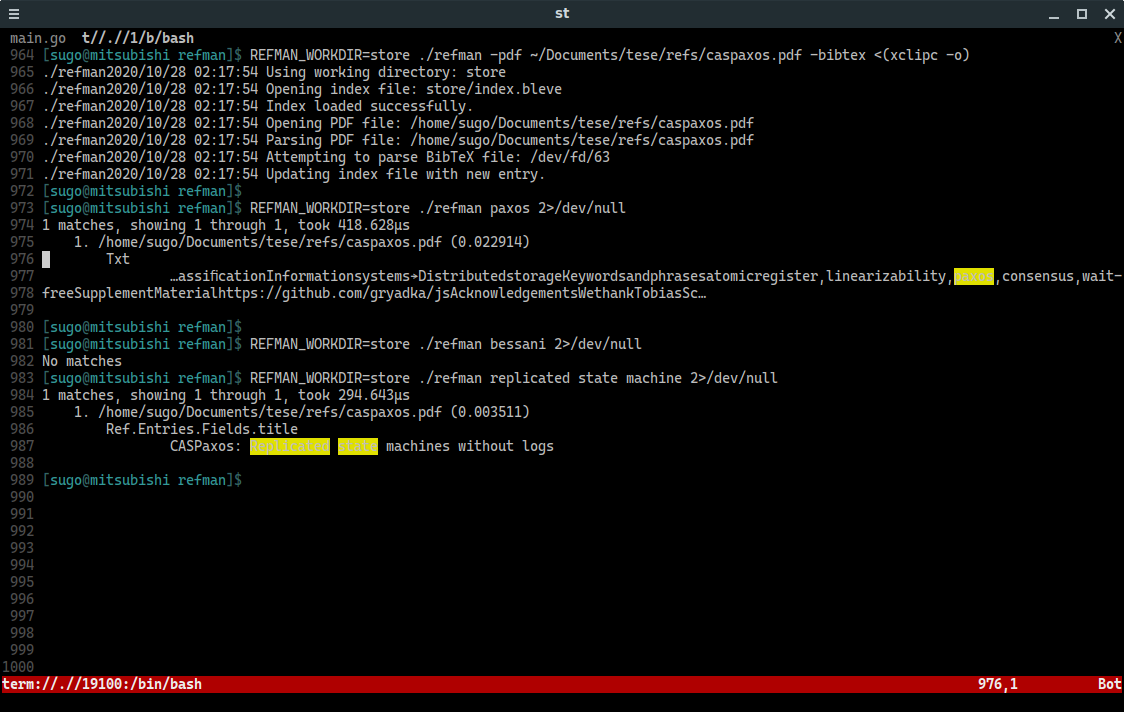 st
main.go t//.//1/b/bash X
964 [sugo@mitsubishi refman]$ REFMAN_WORKDIR=store ./refman -pdf ~/Documents/tese/refs/caspaxos.pdf -bibtex <(xclipc -o)
965 ./refman2020/10/28 02:17:54 Using working directory: store
966 ./refman2020/10/28 02:17:54 Opening index file: store/index.bleve
967 ./refman2020/10/28 02:17:54 Index loaded successfully.
968 ./refman2020/10/28 02:17:54 Opening PDF file: /home/sugo/Documents/tese/refs/caspaxos.pdf
969 ./refman2020/10/28 02:17:54 Parsing PDF file: /home/sugo/Documents/tese/refs/caspaxos.pdf
970 ./refman2020/10/28 02:17:54 Attempting to parse BibTeX file: /dev/fd/63
971 ./refman2020/10/28 02:17:54 Updating index file with new entry.
972 [sugo@mitsubishi refman]$
973 [sugo@mitsubishi refman]$ REFMAN_WORKDIR=store ./refman paxos 2>/dev/null
974 1 matches, showing 1 through 1, took 418.628µs
975 1. /home/sugo/Documents/tese/refs/caspaxos.pdf (0.022914)
976 Txt
977 …assificationInformationsystems→DistributedstorageKeywordsandphrasesatomicregister,linearizability,paxos,consensus,wait-
978 freeSupplementMaterialhttps://github.com/gryadka/jsAcknowledgementsWethankTobiasSc…
979
980 [sugo@mitsubishi refman]$
981 [sugo@mitsubishi refman]$ REFMAN_WORKDIR=store ./refman bessani 2>/dev/null
982 No matches
983 [sugo@mitsubishi refman]$ REFMAN_WORKDIR=store ./refman replicated state machine 2>/dev/null
984 1 matches, showing 1 through 1, took 294.643µs
985 1. /home/sugo/Documents/tese/refs/caspaxos.pdf (0.003511)
986 Ref.Entries.Fields.title
987 CASPaxos: Replicated state machines without logs
988
989 [sugo@mitsubishi refman]$
990
991
992
993
994
995
996
997
998
999
1000
term://.//19100:/bin/bash 976,1 Bot